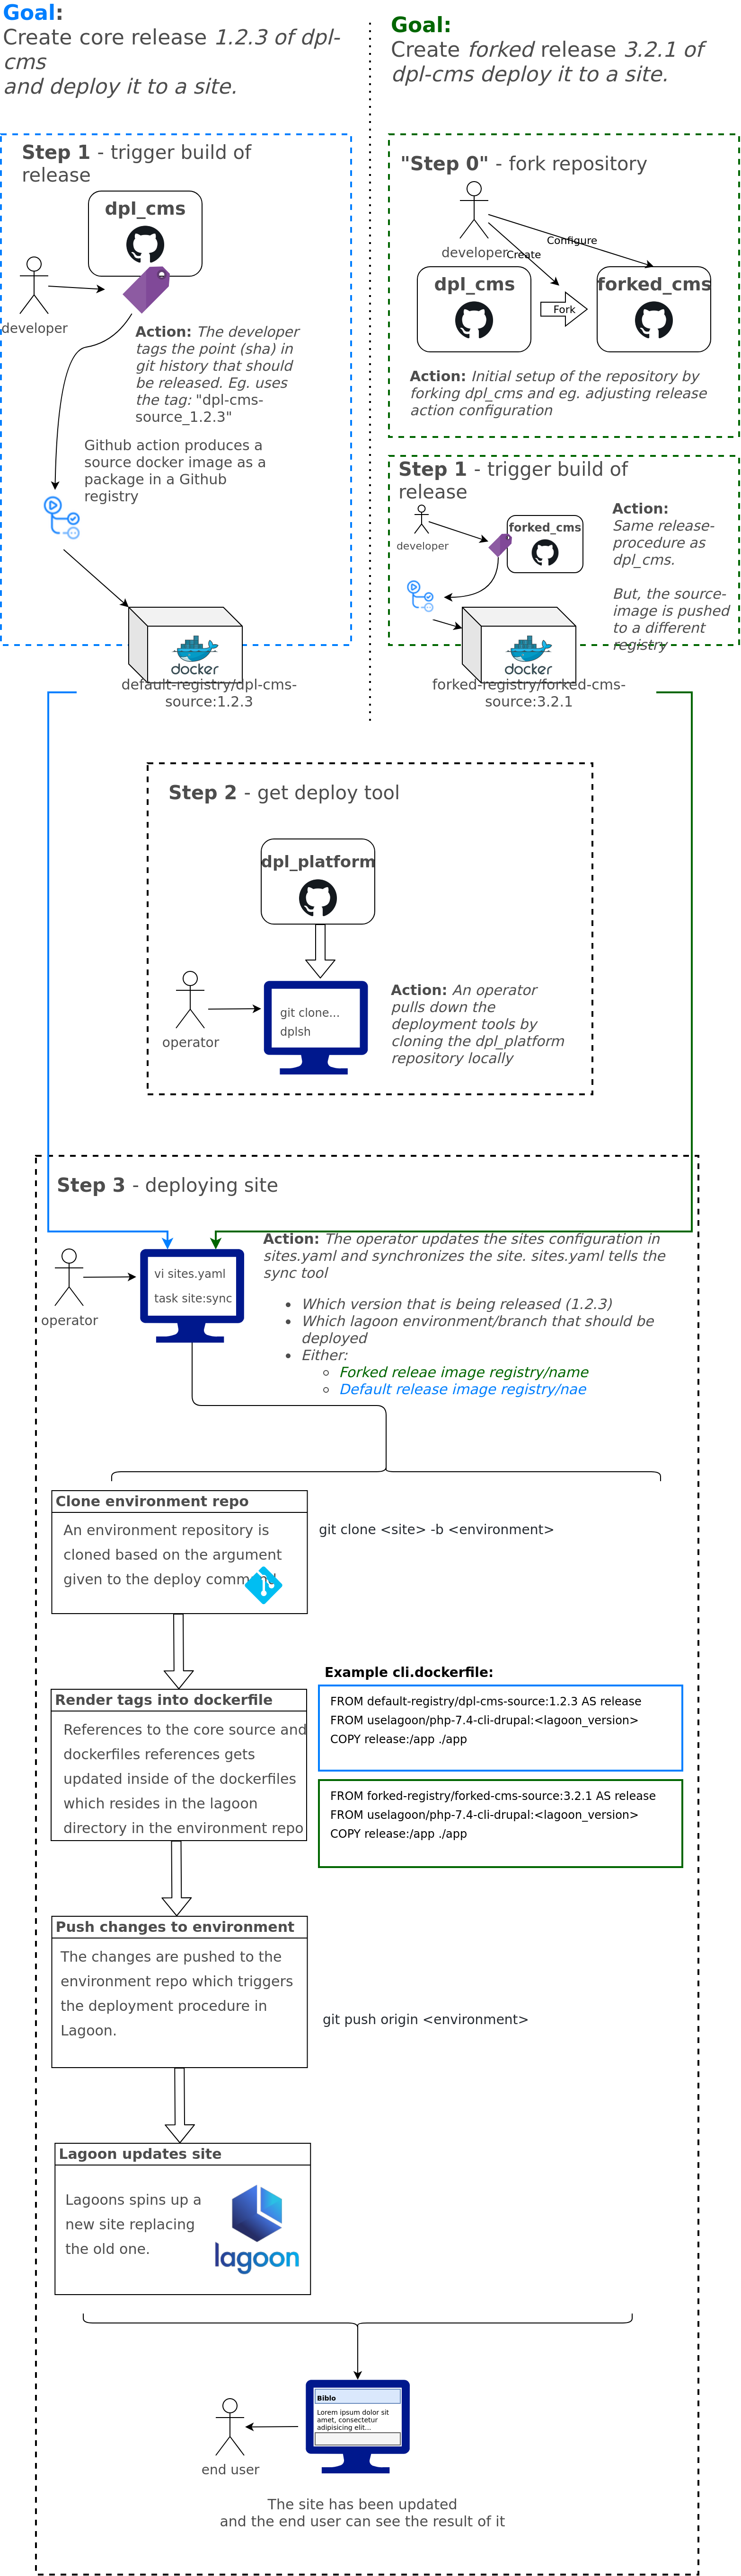 Goal:
Create core release 1.2.3 of dpl-
cms
and deploy it to a site.
Goal:
Create forked release 3.2.1 of
dpl-cms deploy it to a site.
Step 1 - trigger build of
release
dpl_cms
developer
Action: The developer
tags the point (sha) in
git history that should
be released. Eg. uses
the tag: "dpl-cms-
source_1.2.3"
Github action produces a
source docker image as a
package in a Github
registry
docker
default-registry/dpl-cms-
source:1.2.3
"Step 0" - fork repository
developer
Configure
Create
dpl_cms
Fork
forked_cms
Action: Initial setup of the repository by
forking dpl_cms and eg. adjusting release
action configuration
Step 1 - trigger build of
release
developer
forked_cms
Action:
Same release-
procedure as
dpl_cms.
But, the source-
image is pushed
to a different
registry
docker
forked-registry/forked-cms-
source:3.2.1
Step 2 - get deploy tool
dpl_platform
operator
git clone...
dplsh
Action: An operator
pulls down the
deployment tools by
cloning the dpl_platform
repository locally
Step 3 - deploying site
operator
vi sites.yaml
task site:sync
Action: The operator updates the sites configuration in
sites.yaml and synchronizes the site. sites.yaml tells the
sync tool
• Which version that is being released (1.2.3)
• Which lagoon environment/branch that should be
deployed
• Either:
◦ Forked releae image registry/name
◦ Default release image registry/nae
Clone environment repo
An environment repository is
cloned based on the argument
given to the deploy command
git clone <site> -b <environment>
Render tags into dockerfile
References to the core source and
dockerfiles references gets
updated inside of the dockerfiles
which resides in the lagoon
directory in the environment repo
Example cli.dockerfile:
FROM default-registry/dpl-cms-source:1.2.3 AS release
FROM uselagoon/php-7.4-cli-drupal:<lagoon_version>
COPY release:/app ./app
FROM forked-registry/forked-cms-source:3.2.1 AS release
FROM uselagoon/php-7.4-cli-drupal:<lagoon_version>
COPY release:/app ./app
Push changes to environment
The changes are pushed to the
environment repo which triggers
the deployment procedure in
Lagoon.
git push origin <environment>
Lagoon updates site
Lagoons spins up a
new site replacing
the old one.
lagoon
Biblo
Lorem ipsum dolor sit
amet, consectetur
adipisicing elit...
end user
The site has been updated
and the end user can see the result of it